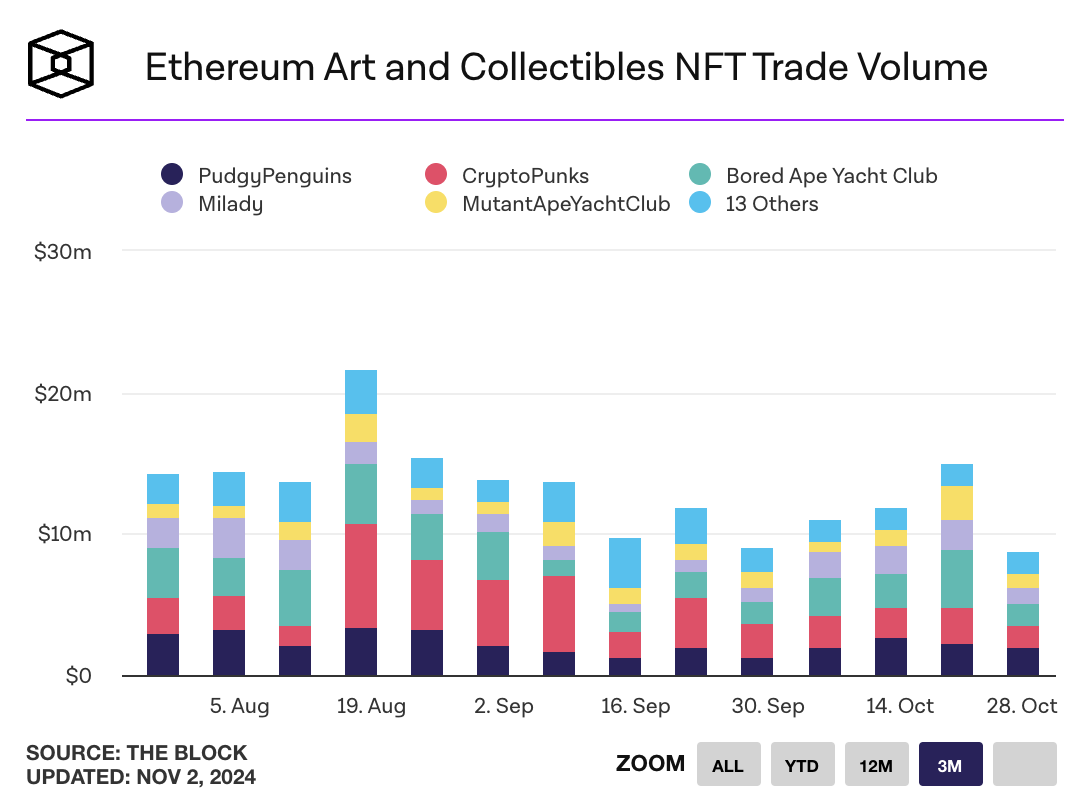 Ethereum Art and Collectibles NFT Trade Volume
PudgyPenguins CryptoPunks Bored Ape Yacht Club
Milady MutantApeYachtClub 13 Others
$30m
$20m
$10m
$0
5. Aug 19. Aug 2. Sep 16. Sep 30. Sep 14. Oct 28. Oct
SOURCE: THE BLOCK
UPDATED: NOV 2, 2024
ZOOM ALL YTD 12M 3M